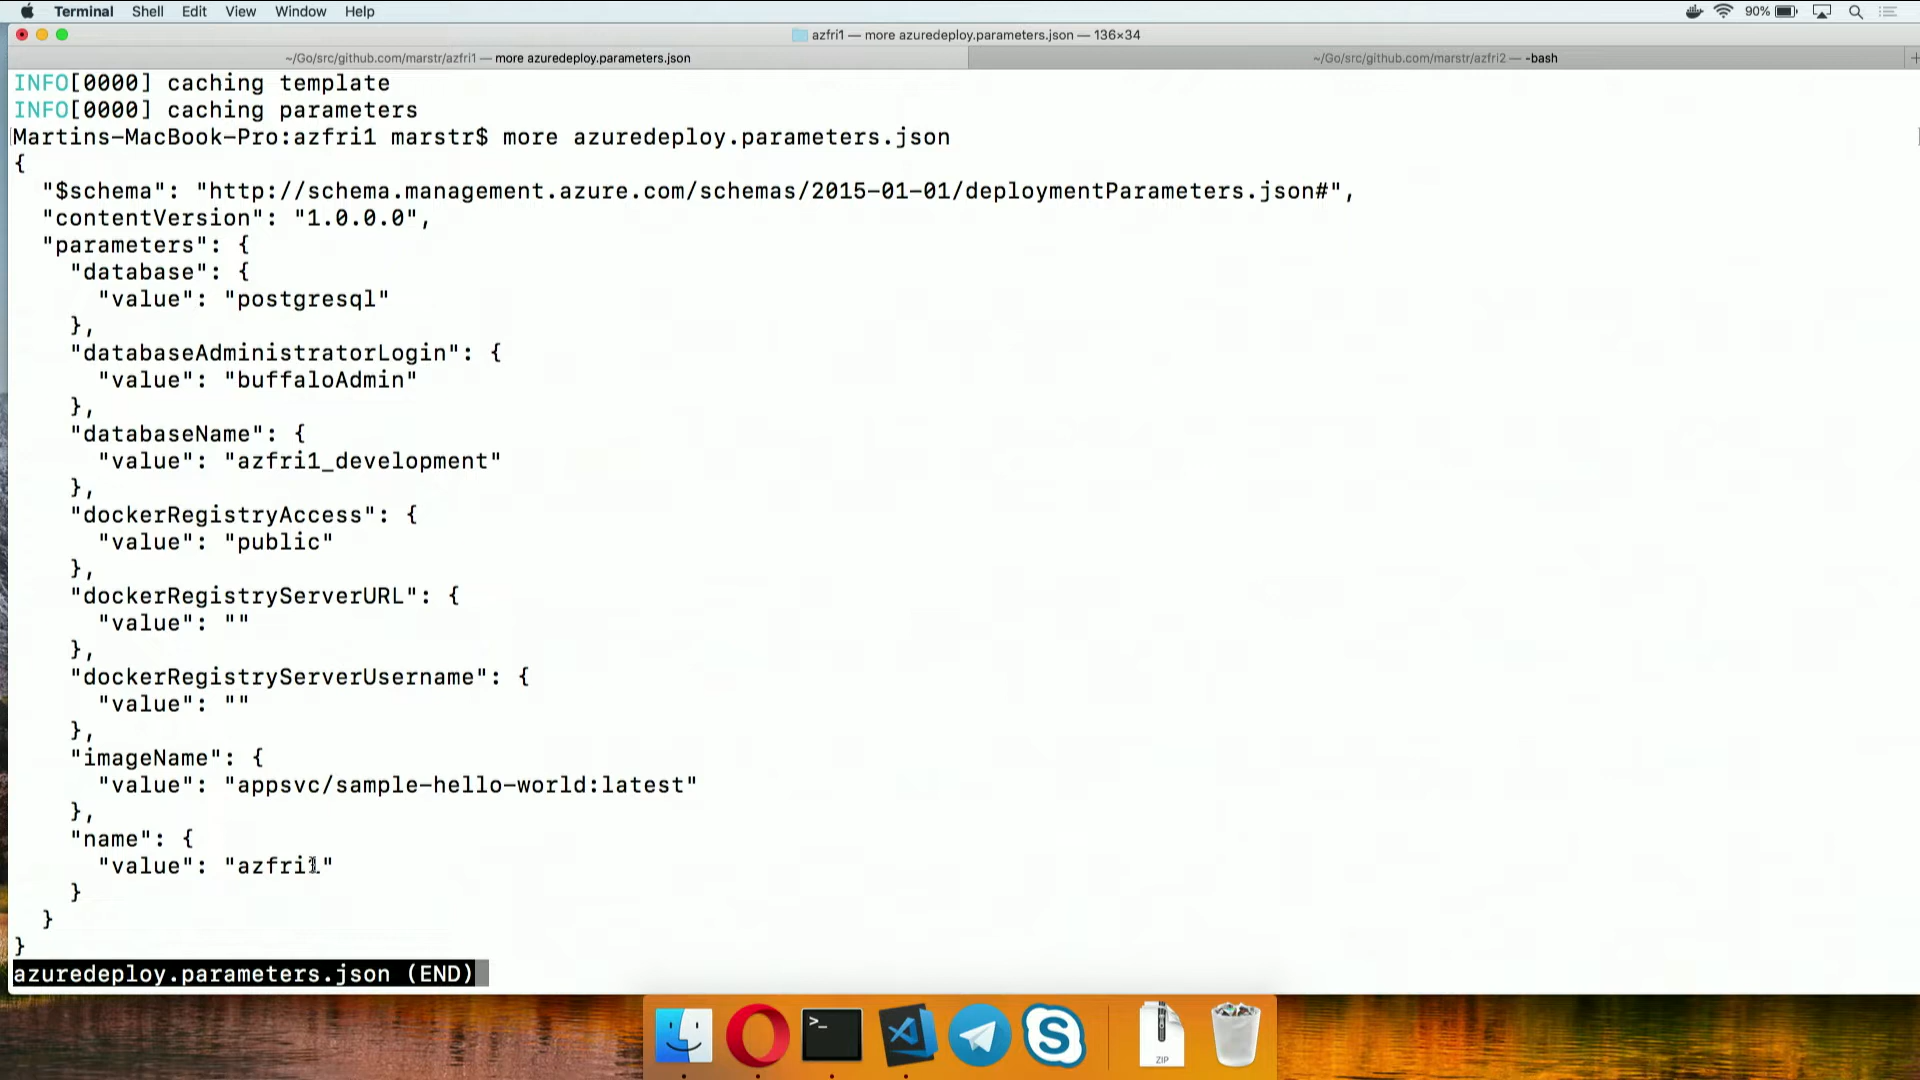 Terminal Shell Edit View Window Help 90%
azfri1 — more azuredeploy.parameters.json — 136×34
~/Go/src/github.com/marstr/azfri1 — more azuredeploy.parameters.json ~/Go/src/github.com/marstr/azfri2 — -bash +
INFO[0000] caching template
INFO[0000] caching parameters
Martins-MacBook-Pro:azfri1 marstr$ more azuredeploy.parameters.json
{
  "$schema": "http://schema.management.azure.com/schemas/2015-01-01/deploymentParameters.json#",
  "contentVersion": "1.0.0.0",
  "parameters": {
    "database": {
      "value": "postgresql"
    },
    "databaseAdministratorLogin": {
      "value": "buffaloAdmin"
    },
    "databaseName": {
      "value": "azfri1_development"
    },
    "dockerRegistryAccess": {
      "value": "public"
    },
    "dockerRegistryServerURL": {
      "value": ""
    },
    "dockerRegistryServerUsername": {
      "value": ""
    },
    "imageName": {
      "value": "appsvc/sample-hello-world:latest"
    },
    "name": {
      "value": "azfri1"
    }
  }
}
azuredeploy.parameters.json (END)
>_
ZIP